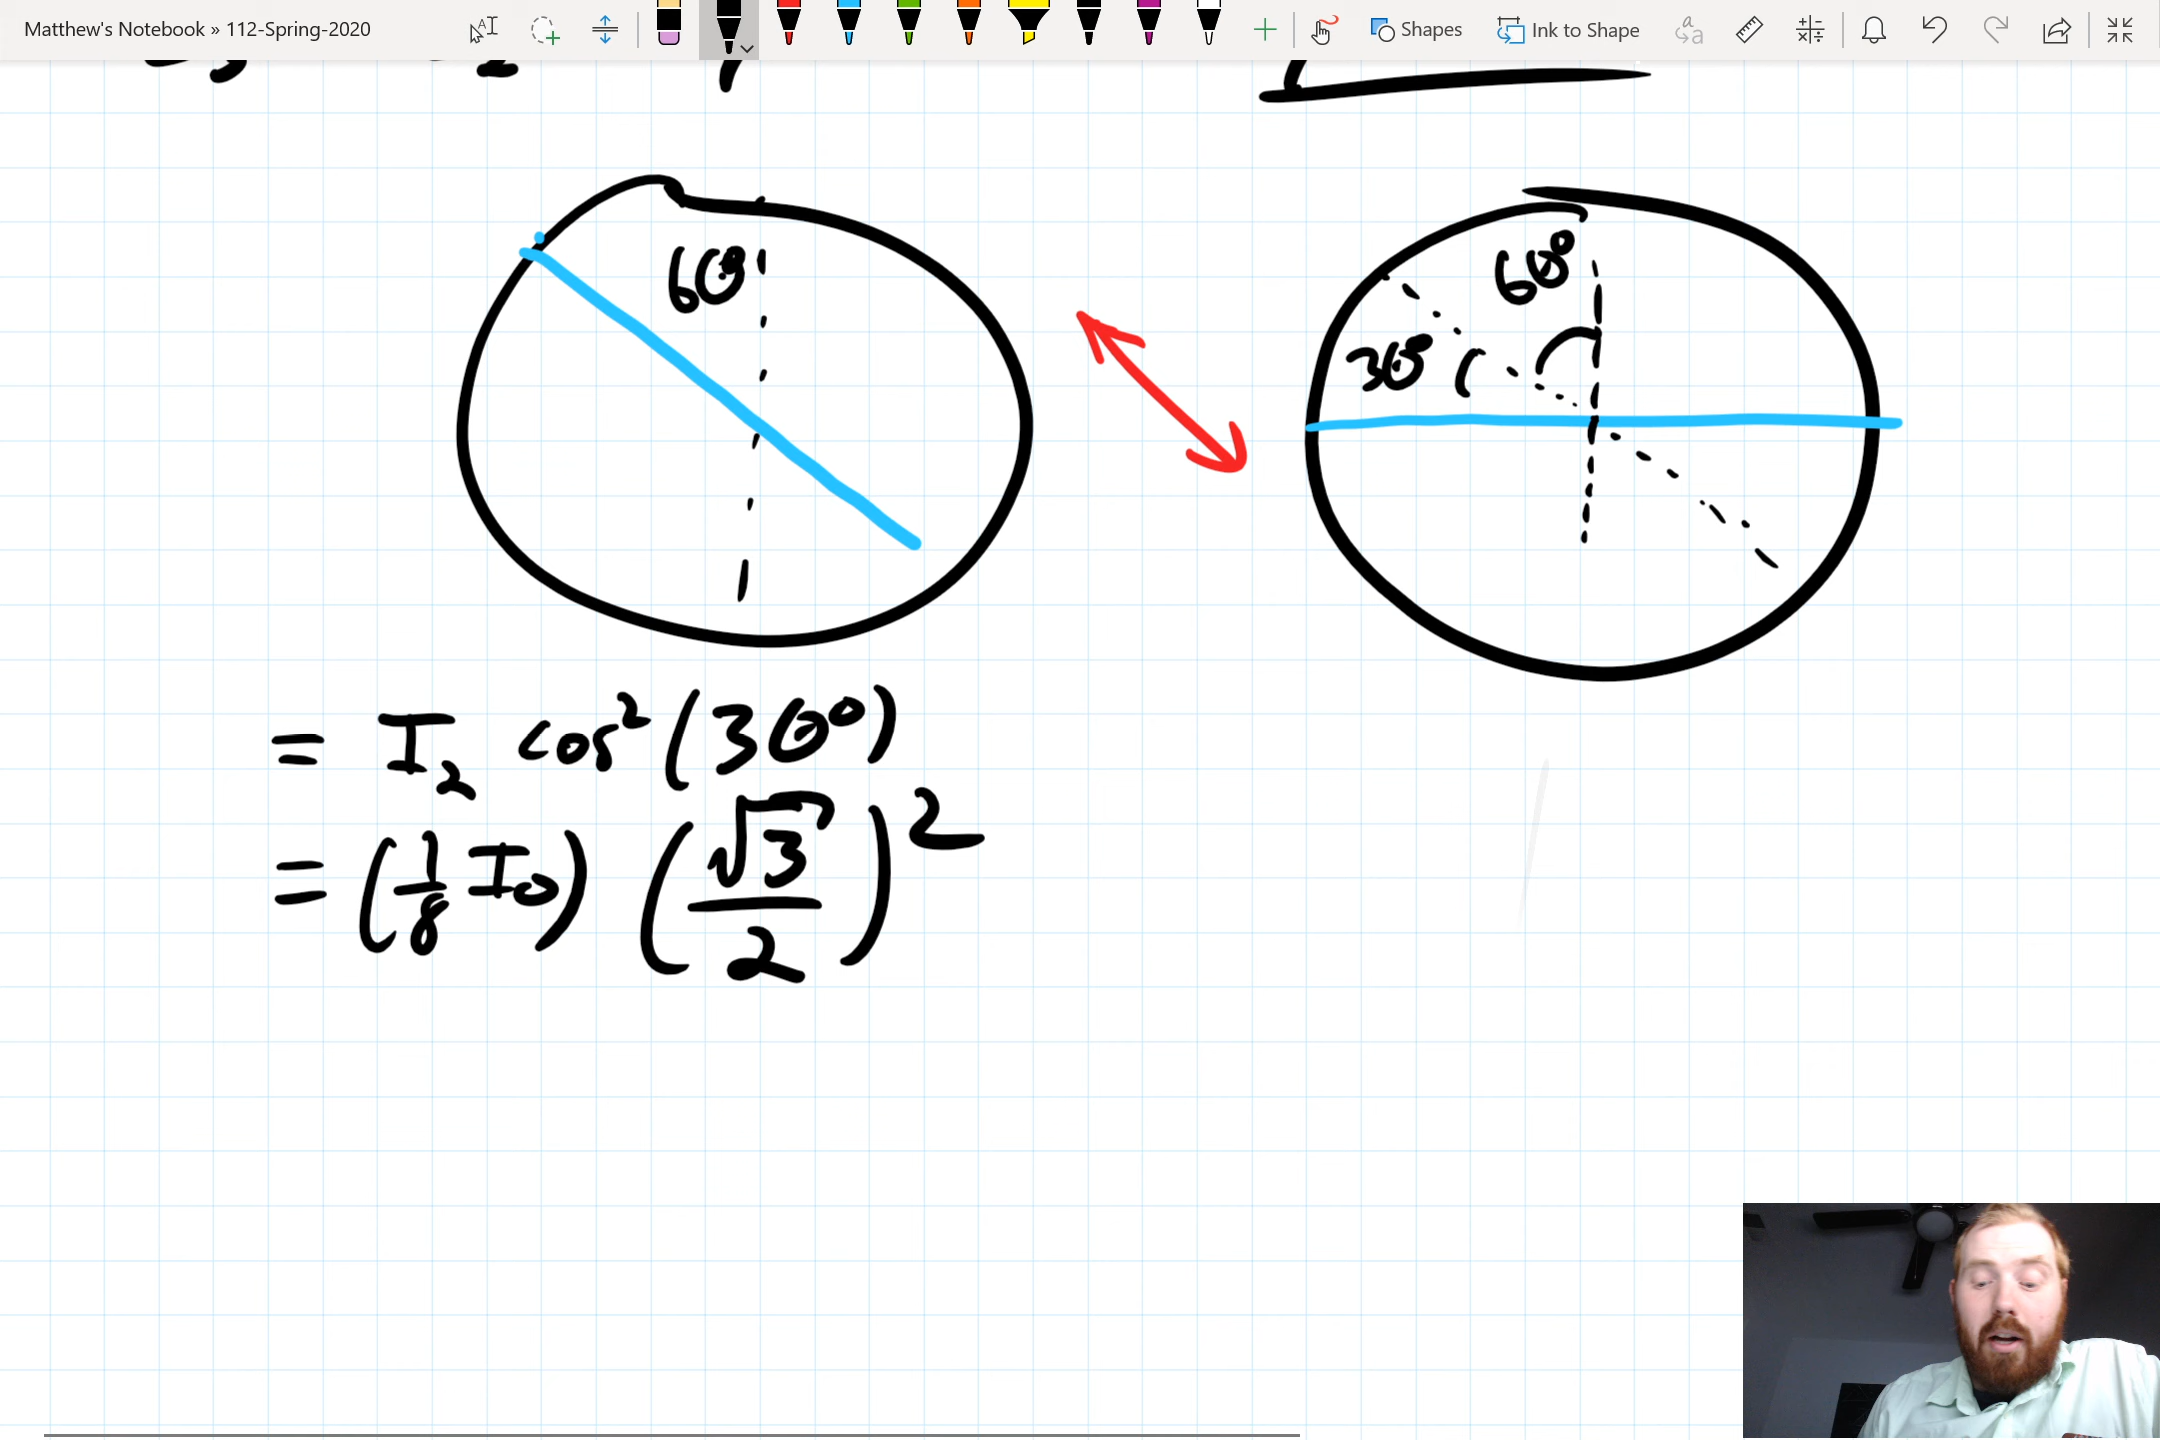 Matthew's Notebook » 112-Spring-2020
Shapes
Ink to Shape
60°
60°
30°
= I₂ cos²(30°)
= (1/8 I₀) (√3/2)²